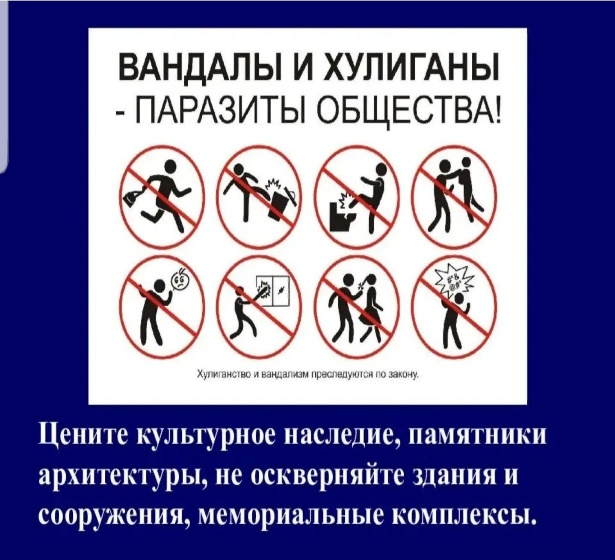 ВАНДАЛЫ И ХУЛИГАНЫ
- ПАРАЗИТЫ ОБЩЕСТВА!
Хулиганство и вандализм преследуются по закону.
Цените культурное наследие, памятники
архитектуры, не оскверняйте здания и
сооружения, мемориальные комплексы.